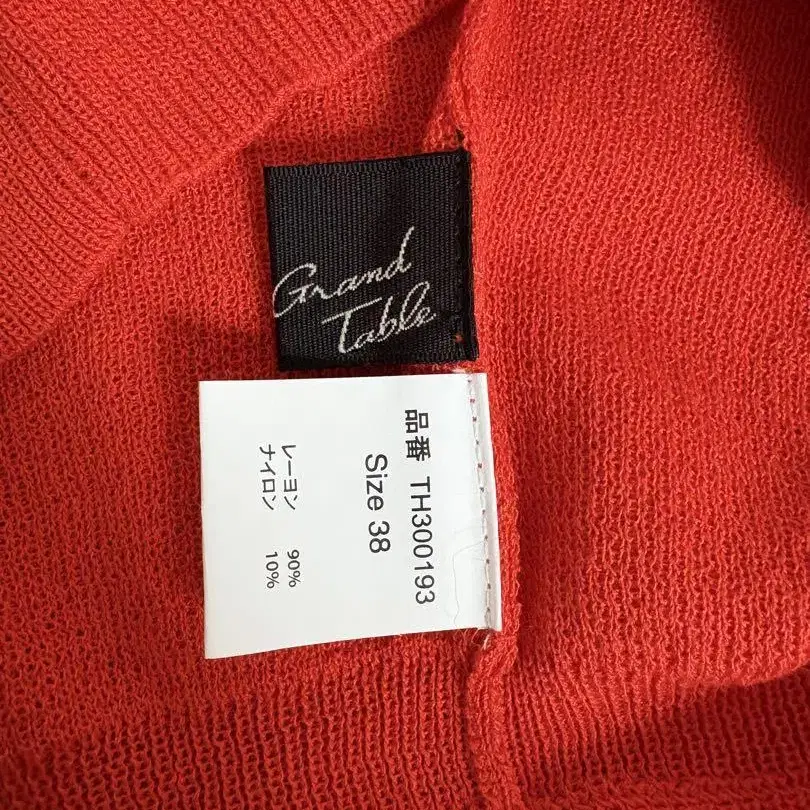 Grand
Table
品番 TH300193
Size 38
レーヨン 90%
ナイロン 10%